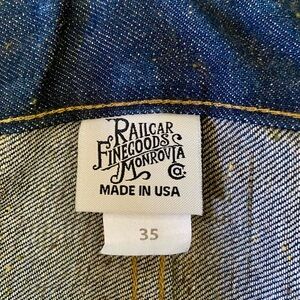 RAILCAR
FINEGOODS
MONROVIA
CO.
MADE IN USA
35